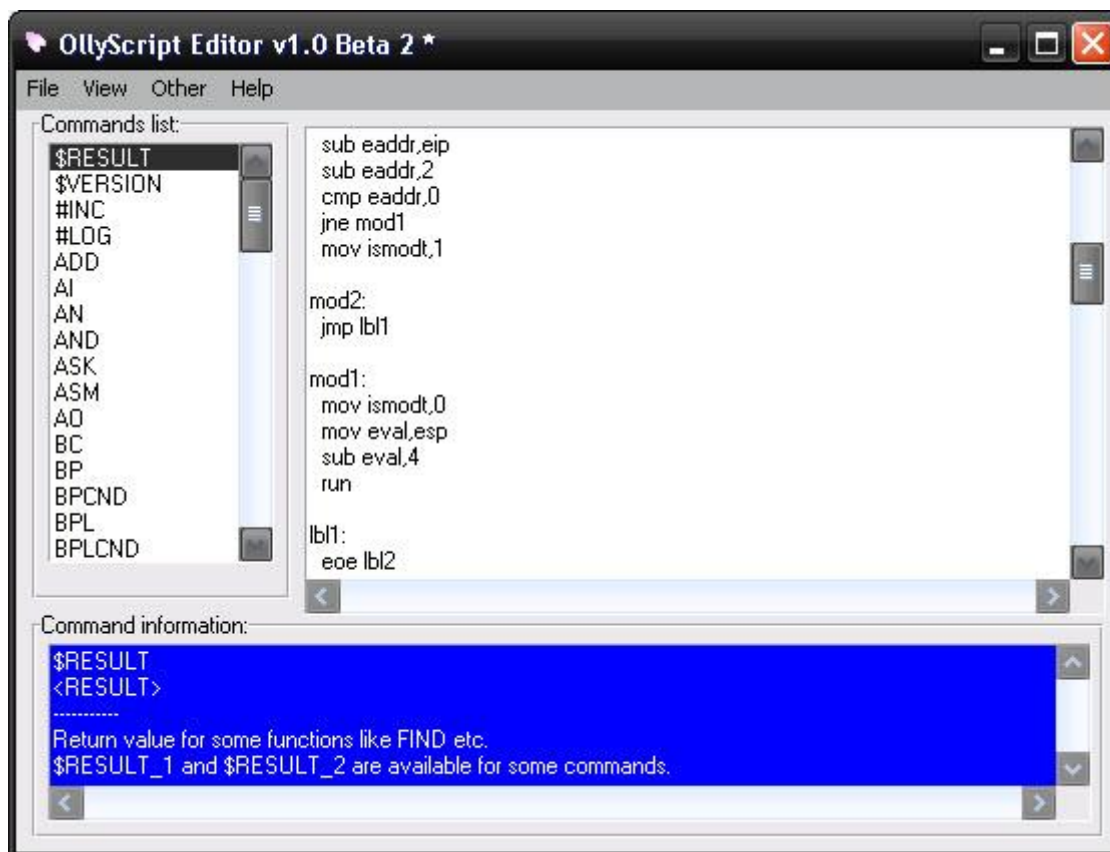 OllyScript Editor v1.0 Beta 2 *
File View Other Help
Commands list:
$RESULT
$VERSION
#INC
#LOG
ADD
AI
AN
AND
ASK
ASM
AO
BC
BP
BPCND
BPL
BPLCND
sub eaddr,eip
sub eaddr,2
cmp eaddr,0
jne mod1
mov ismodt,1
mod2:
jmp lbl1
mod1:
mov ismodt,0
mov eval,esp
sub eval,4
run
lbl1:
eoe lbl2
Command information:
$RESULT
<RESULT>
-----------
Return value for some functions like FIND etc.
$RESULT_1 and $RESULT_2 are available for some commands.